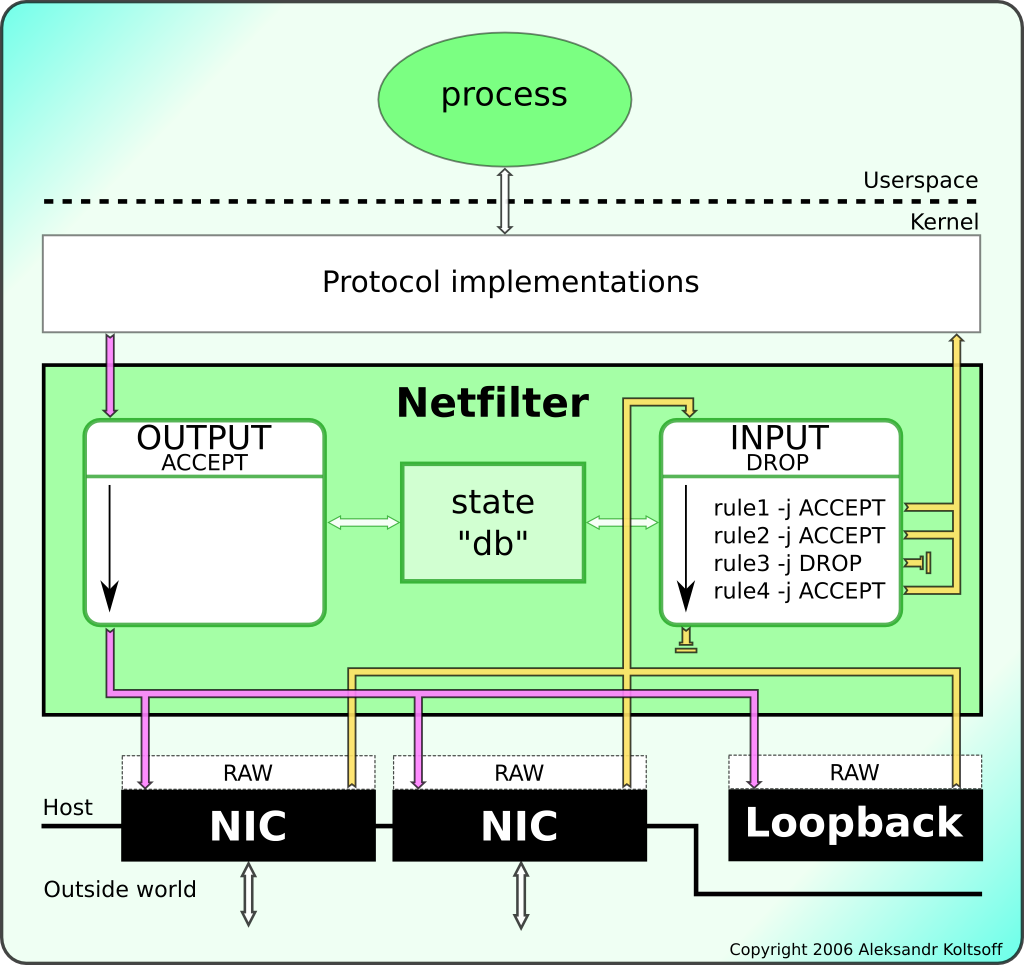 process
Userspace
Kernel
Protocol implementations
Netfilter
OUTPUT
ACCEPT
state
"db"
INPUT
DROP
rule1 -j ACCEPT
rule2 -j ACCEPT
rule3 -j DROP
rule4 -j ACCEPT
RAW
RAW
RAW
Host
NIC
NIC
Loopback
Outside world
Copyright 2006 Aleksandr Koltsoff